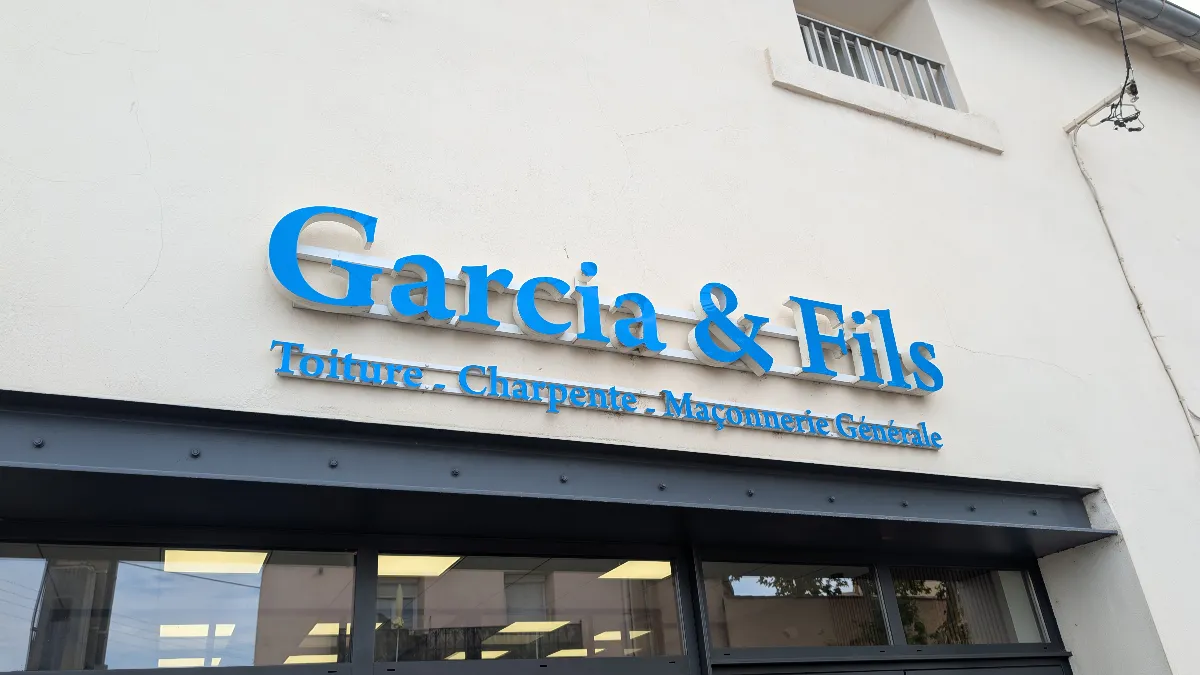 Garcia & Fils
Toiture - Charpente - Maçonnerie Générale